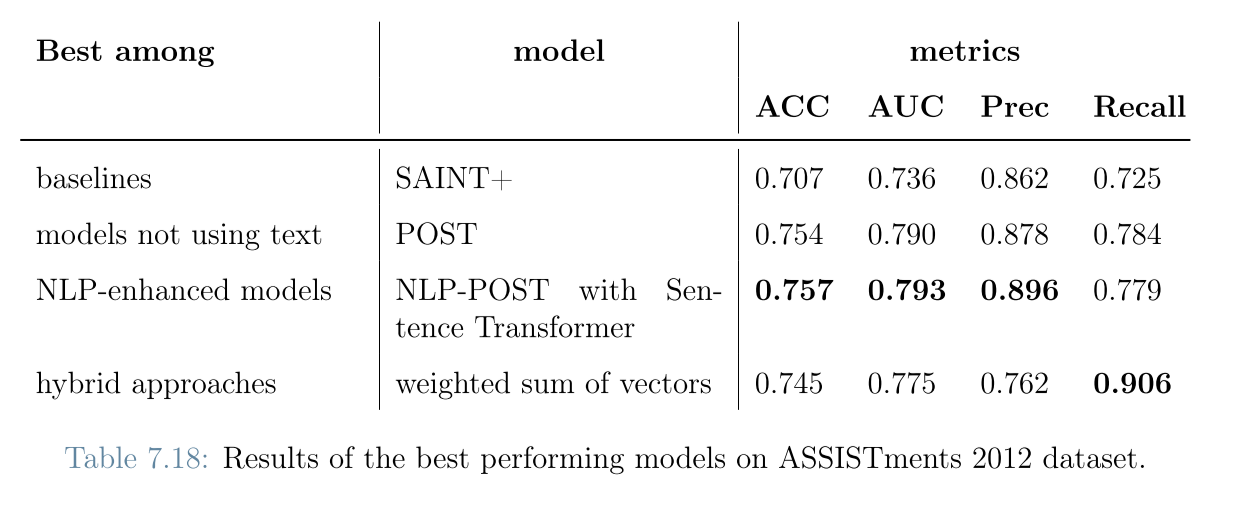 Best among model metrics
ACC AUC Prec Recall
baselines SAINT+ 0.707 0.736 0.862 0.725
models not using text POST 0.754 0.790 0.878 0.784
NLP-enhanced models NLP-POST with Sen- 0.757 0.793 0.896 0.779
tence Transformer
hybrid approaches weighted sum of vectors 0.745 0.775 0.762 0.906
Table 7.18: Results of the best performing models on ASSISTments 2012 dataset.